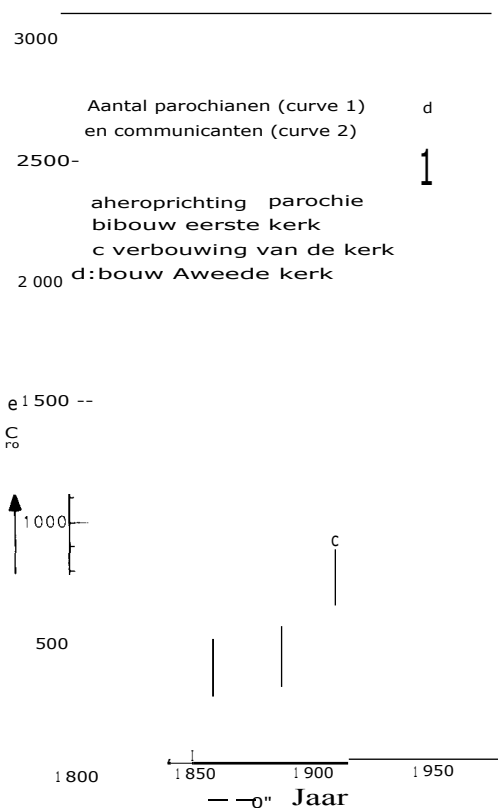 3000
Aantal parochianen (curve 1) d
en communicanten (curve 2)
2500-
1
aheroprichting parochie
bibouw eerste kerk
c verbouwing van de kerk
2 000
d:bouw Aweede kerk
e 1 500 --
C
ro
1000
c
500
1 800 1 850 1 900 1 950
— —0" Jaar